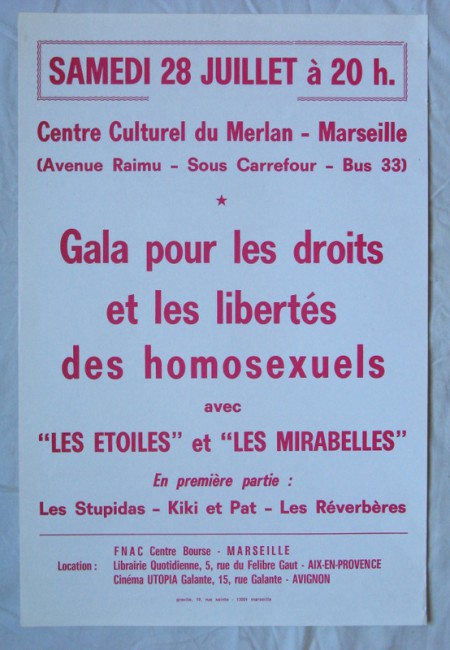 SAMEDI 28 JUILLET à 20 h.
Centre Culturel du Merlan - Marseille
(Avenue Raimu - Sous Carrefour - Bus 33)
★
Gala pour les droits
et les libertés
des homosexuels
avec
“LES ETOILES” et “LES MIRABELLES”
En première partie :
Les Stupidas - Kiki et Pat - Les Réverbères
FNAC Centre Bourse - MARSEILLE
Location : Librairie Quotidienne, 5, rue du Felibre Gaut - AIX-EN-PROVENCE
Cinéma UTOPIA Galante, 15, rue Galante - AVIGNON
rue marseille